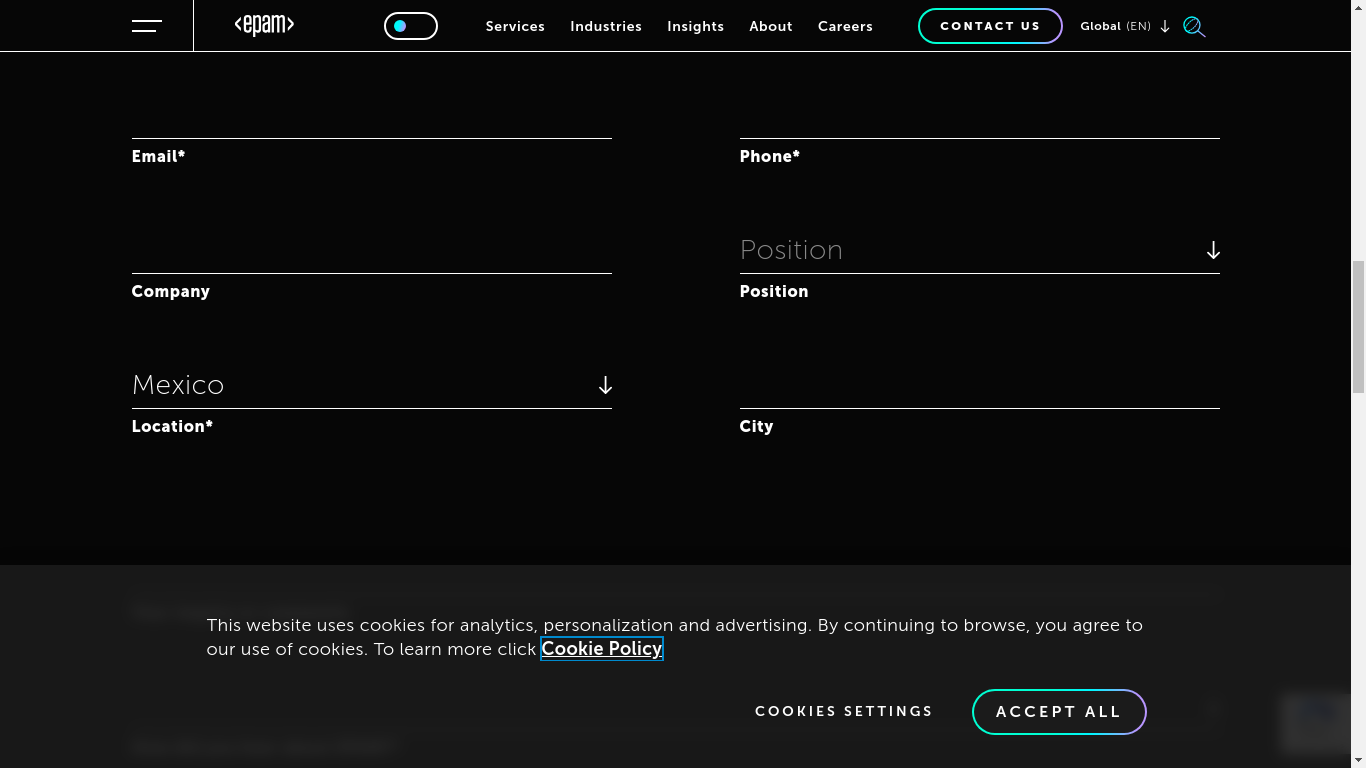 <epam>
Services
Industries
Insights
About
Careers
CONTACT US
Global (EN)
Email*
Phone*
Position
Company
Position
Mexico
Location*
City
This website uses cookies for analytics, personalization and advertising. By continuing to browse, you agree to
our use of cookies. To learn more click Cookie Policy
COOKIES SETTINGS
ACCEPT ALL